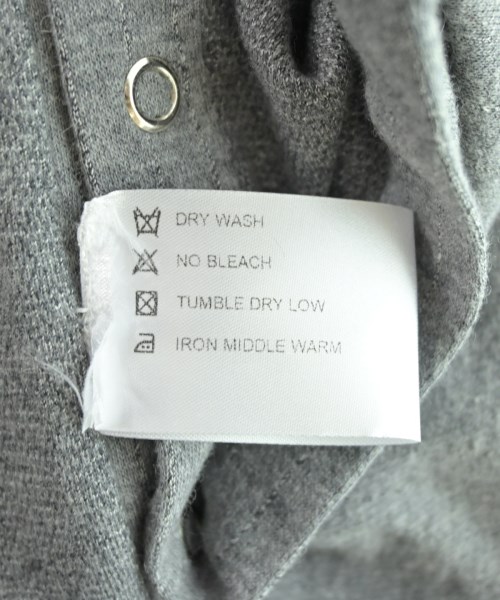 DRY WASH
NO BLEACH
TUMBLE DRY LOW
IRON MIDDLE WARM